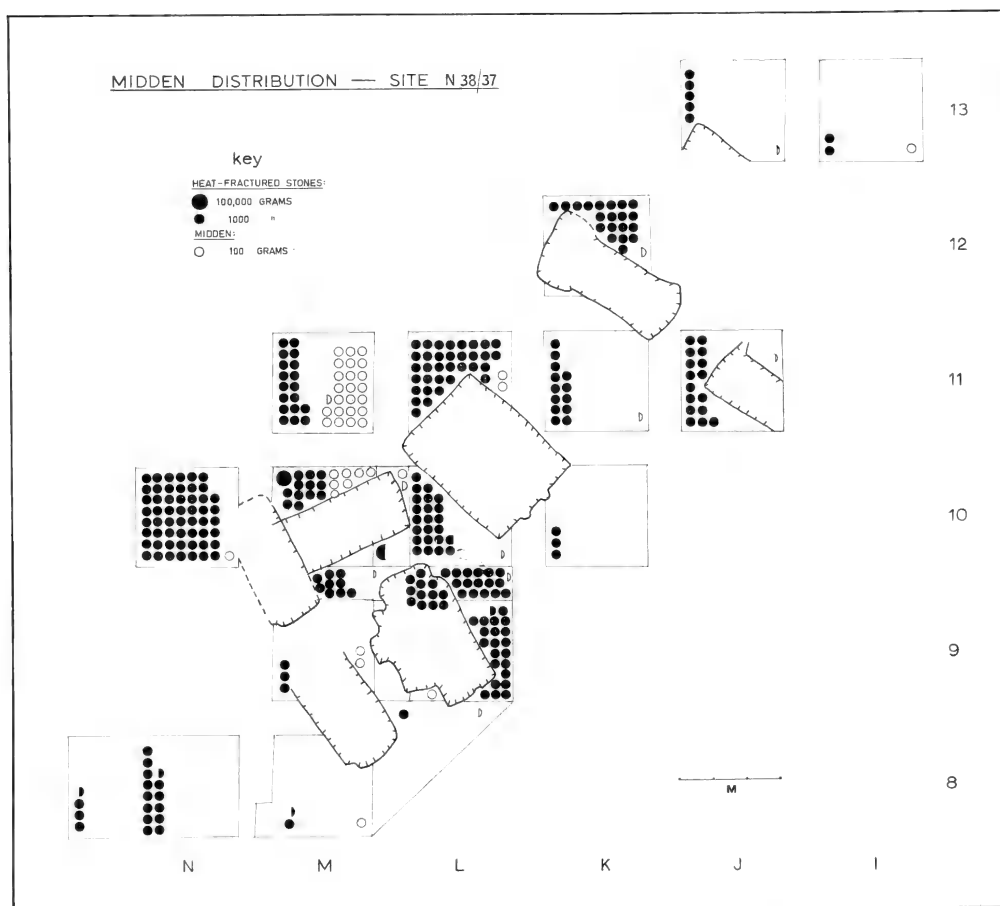 MIDDEN DISTRIBUTION — SITE N 38/37
key
HEAT-FRACTURED STONES:
100,000 GRAMS
1000 "
MIDDEN:
100 GRAMS
13
12
11
10
9
8
M
N M L K J I